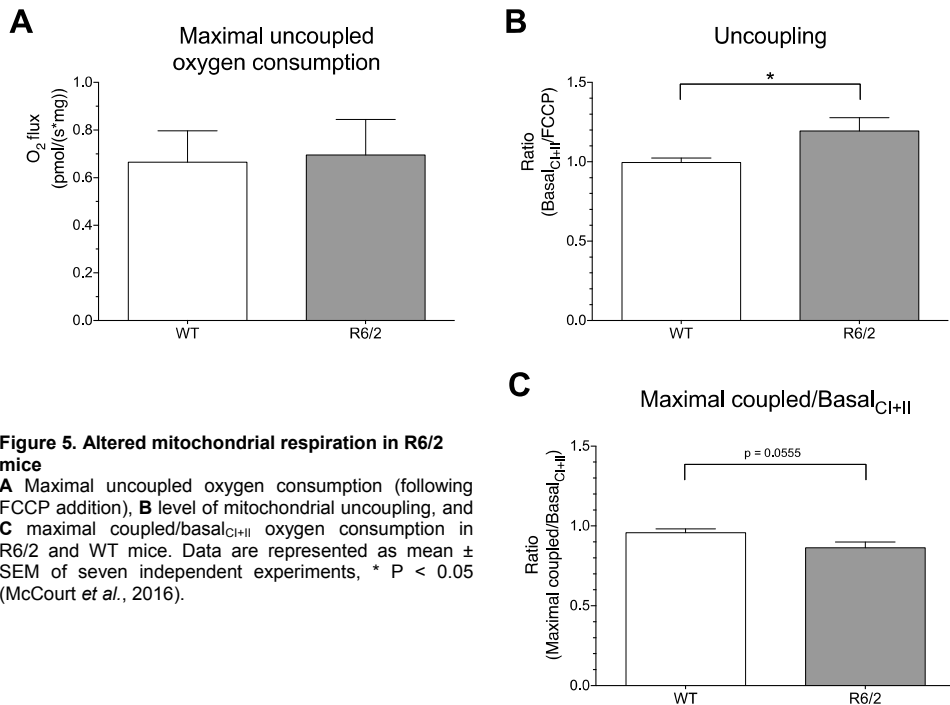 A
Maximal uncoupled
oxygen consumption
O2 flux
(pmol/(s*mg))
1.0
0.8
0.6
0.4
0.2
0.0
WT
R6/2
B
Uncoupling
*
Ratio
(BasalCI+II/FCCP)
1.5
1.0
0.5
0.0
WT
R6/2
C
Maximal coupled/BasalCI+II
p = 0.0555
Ratio
(Maximal coupled/BasalCI+II)
1.5
1.0
0.5
0.0
WT
R6/2
Figure 5. Altered mitochondrial respiration in R6/2
mice
A Maximal uncoupled oxygen consumption (following
FCCP addition), B level of mitochondrial uncoupling, and
C maximal coupled/basalCI+II oxygen consumption in
R6/2 and WT mice. Data are represented as mean ±
SEM of seven independent experiments, * P < 0.05
(McCourt et al., 2016).